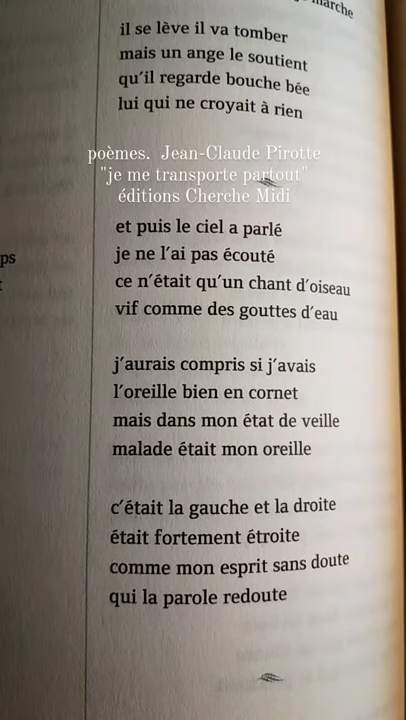 marche
il se lève il va tomber
mais un ange le soutient
qu'il regarde bouche bée
lui qui ne croyait à rien
poèmes. Jean-Claude Pirotte
"je me transporte partout"
éditions Cherche Midi
et puis le ciel a parlé
je ne l'ai pas écouté
ce n'était qu'un chant d'oiseau
vif comme des gouttes d'eau
j'aurais compris si j'avais
l'oreille bien en cornet
mais dans mon état de veille
malade était mon oreille
c'était la gauche et la droite
était fortement étroite
comme mon esprit sans doute
qui la parole redoute
ps